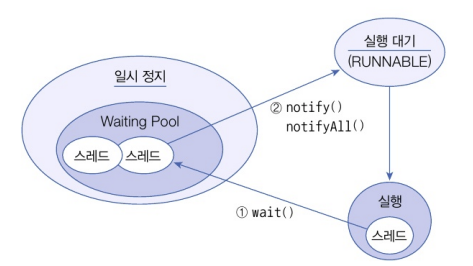 실행 대기
(RUNNABLE)
일시 정지
Waiting Pool
② notify()
notifyAll()
스레드
스레드
① wait()
실행
스레드